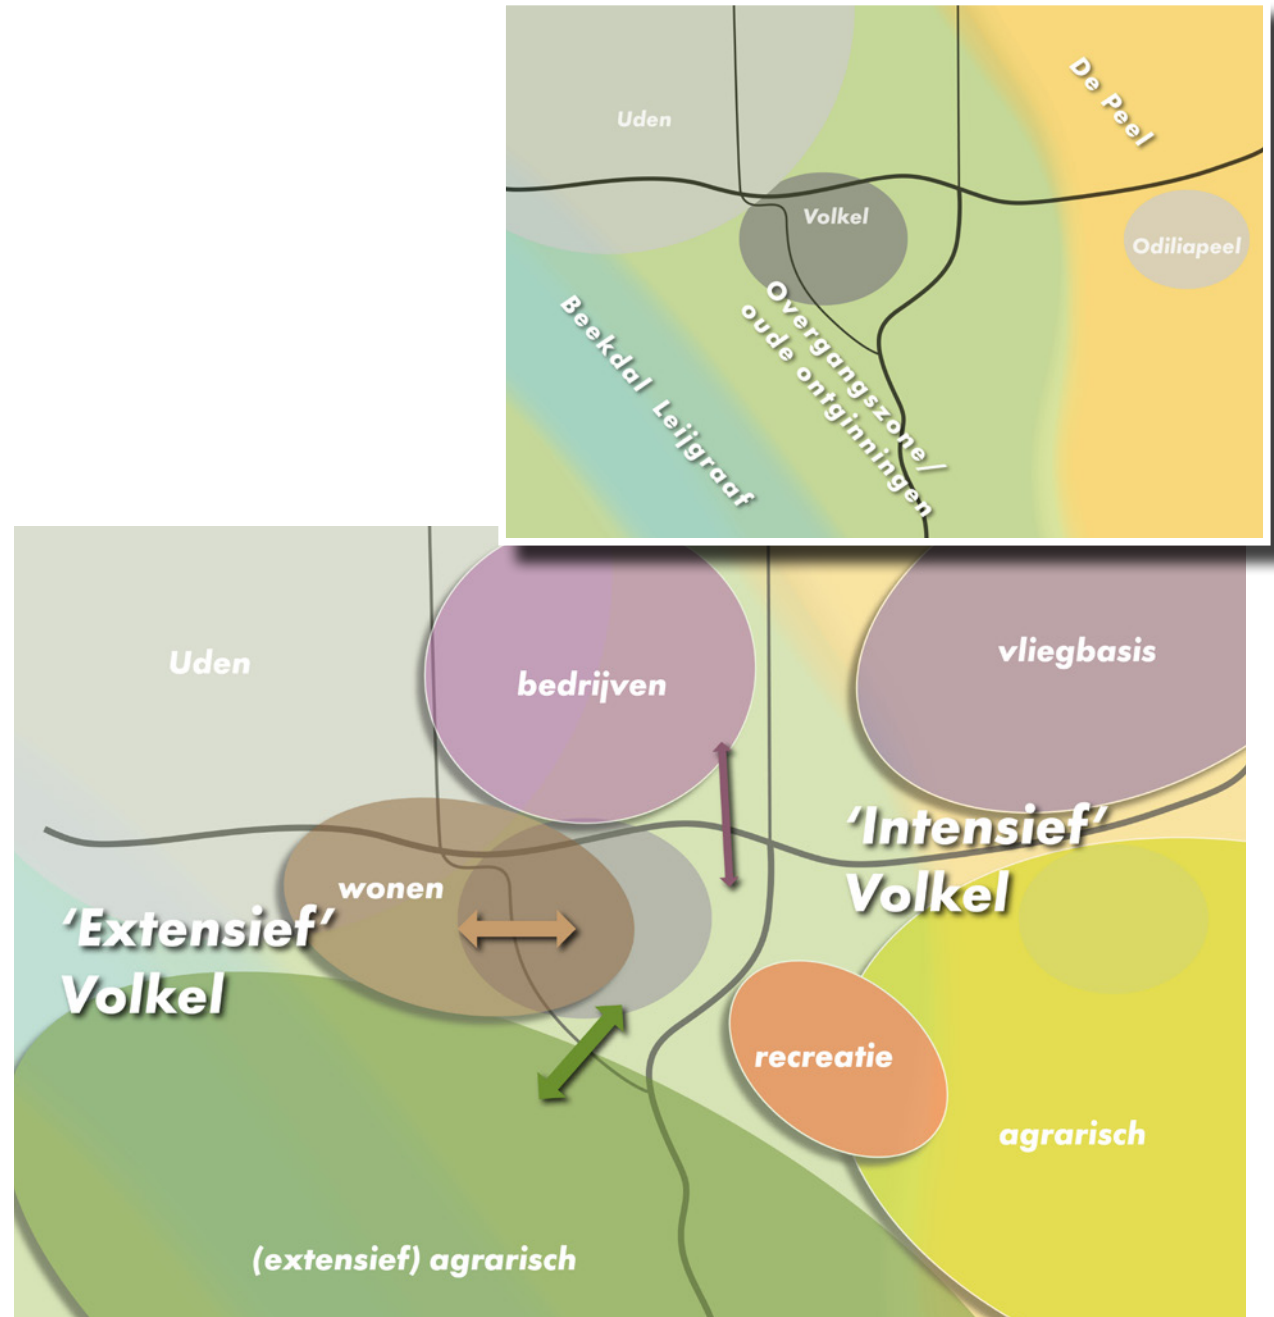 De Peel
Uden
Volkel
Odiliapeel
Beekdal Leijgraaf
Overgangszone/
oude ontginningen
Uden
bedrijven
vliegbasis
'Intensief'
Volkel
wonen
'Extensief'
Volkel
recreatie
agrarisch
(extensief) agrarisch